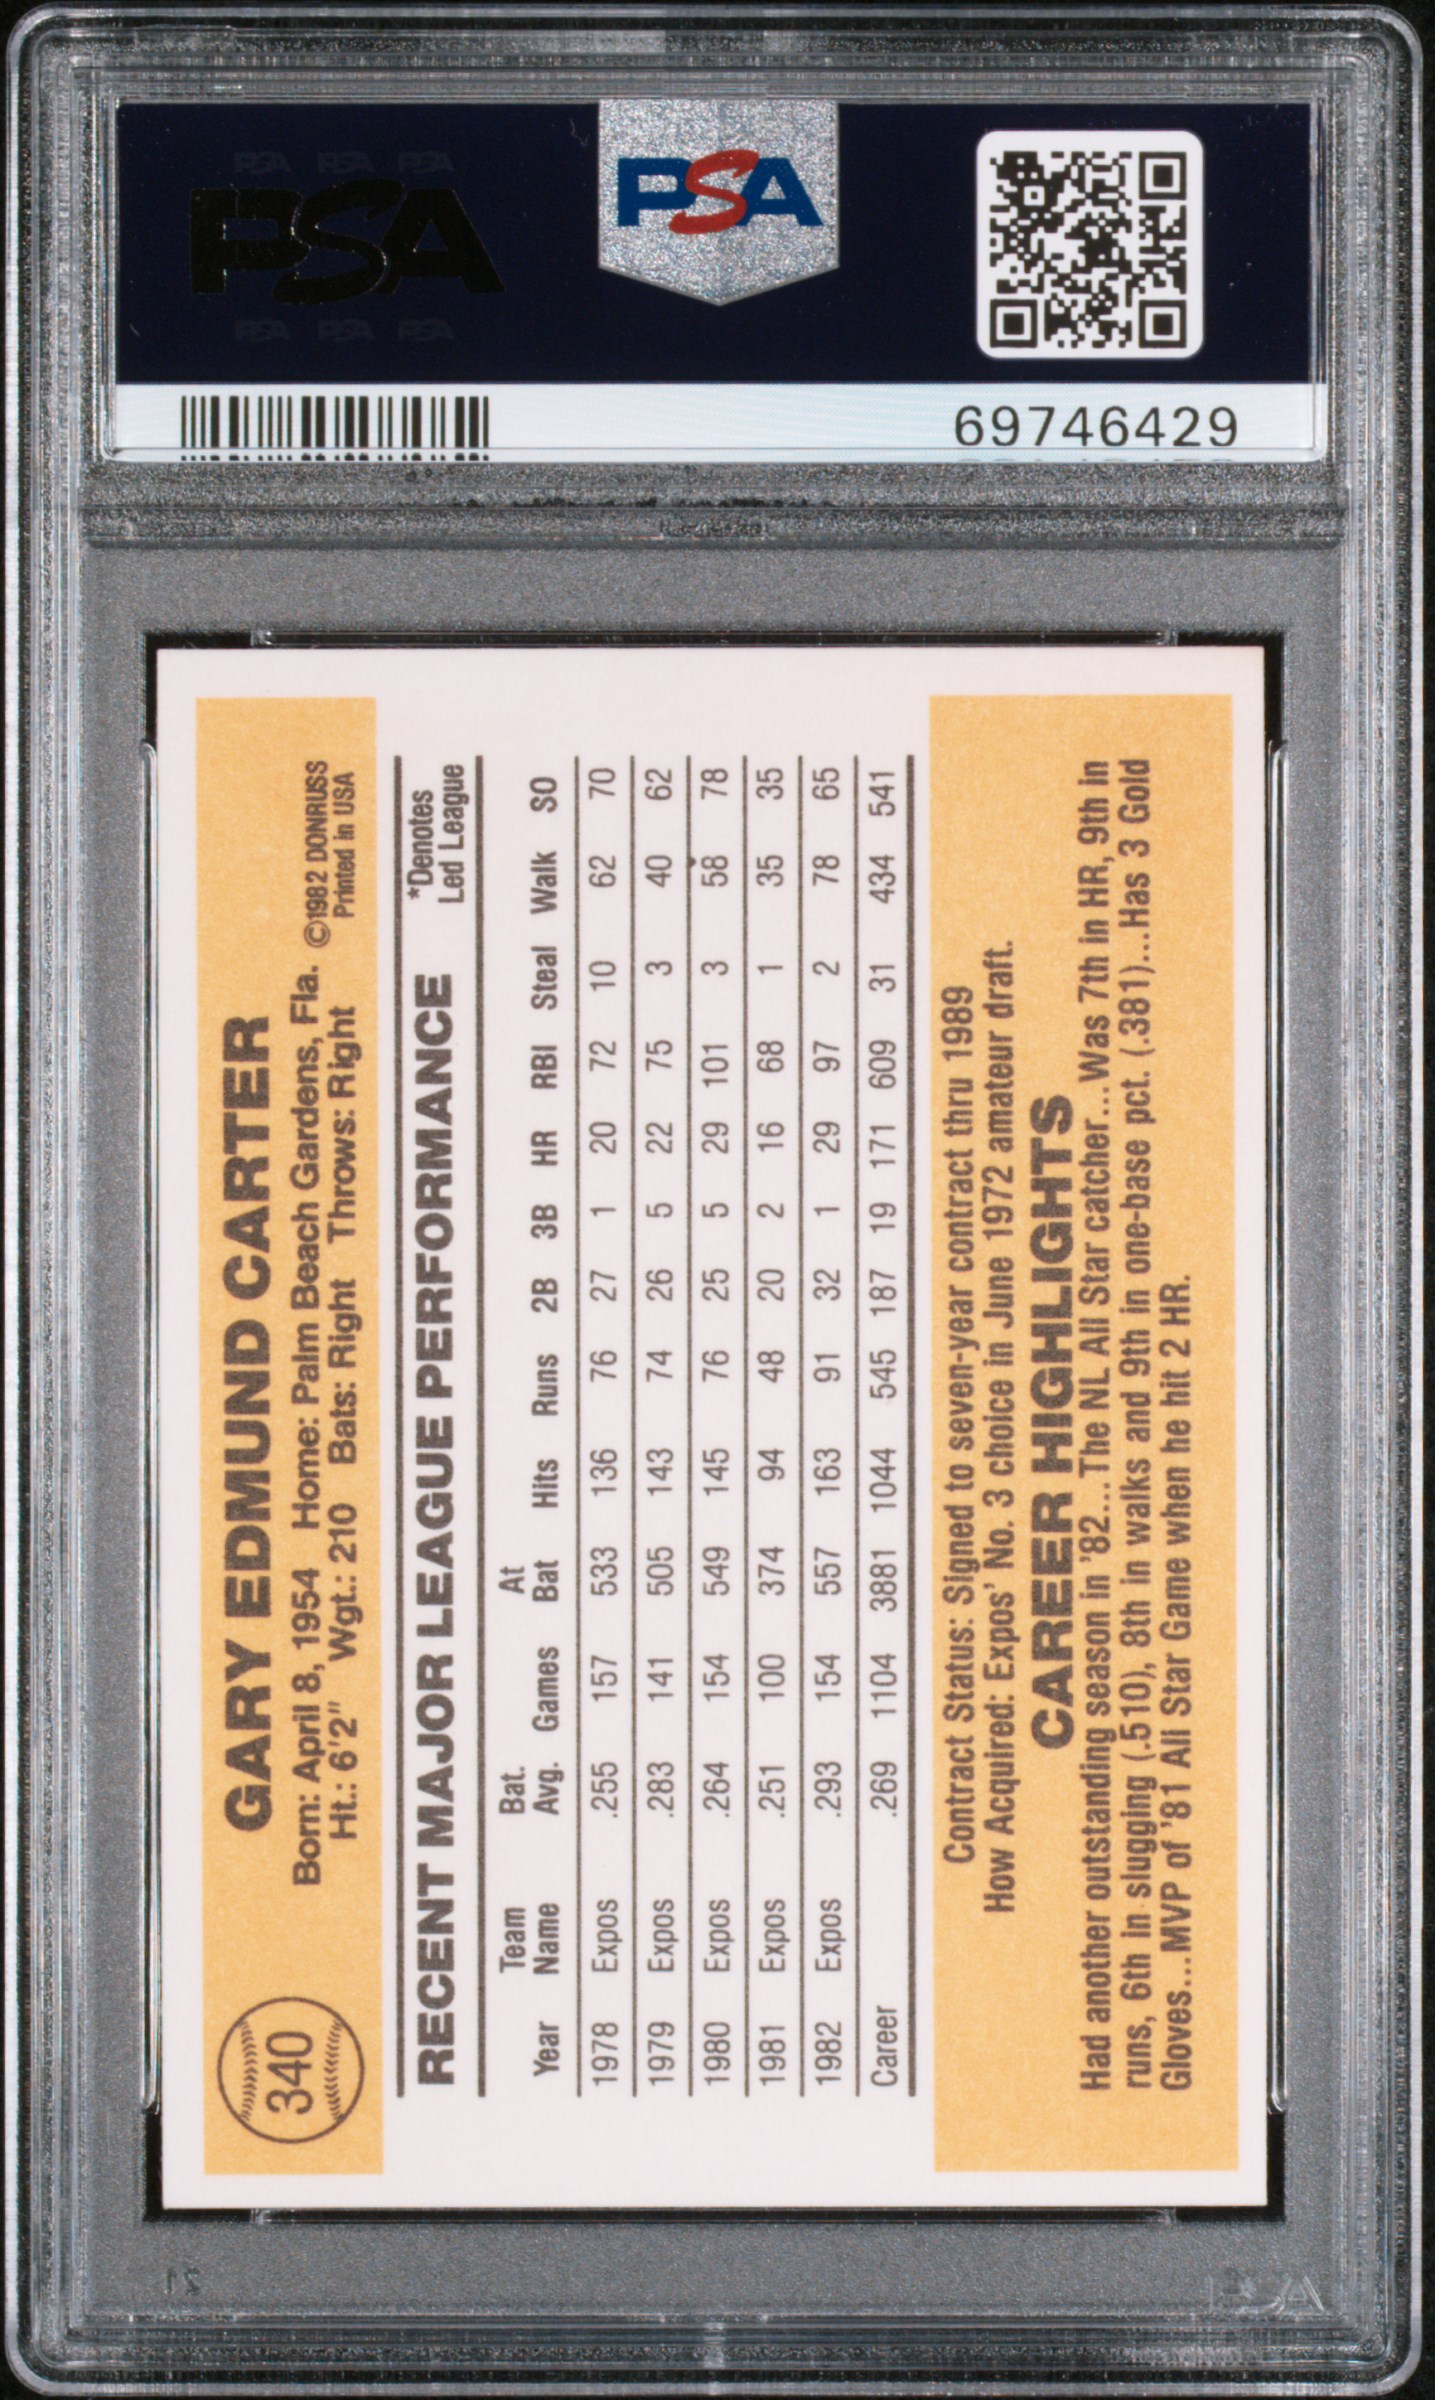 PSA PSA PSA
PSA
PSA PSA PSA
PSA
69746429
340
GARY EDMUND CARTER
Born: April 8, 1954 Home: Palm Beach Gardens, Fla. ©1982 DONRUSS
Ht.: 6'2" Wgt.: 210 Bats: Right Throws: Right Printed in USA
RECENT MAJOR LEAGUE PERFORMANCE *Denotes Led League
Year Team Name Bat. Avg. Games At Bat Hits Runs 2B 3B HR RBI Steal Walk SO
1978 Expos .255 157 533 136 76 27 1 20 72 10 62 70
1979 Expos .283 141 505 143 74 26 5 22 75 3 40 62
1980 Expos .264 154 549 145 76 25 5 29 101 3 58 78
1981 Expos .251 100 374 94 48 20 2 16 68 1 35 35
1982 Expos .293 154 557 163 91 32 1 29 97 2 78 65
Career .269 1104 3881 1044 545 187 19 171 609 31 434 541
Contract Status: Signed to seven-year contract thru 1989
How Acquired: Expos' No. 3 choice in June 1972 amateur draft.
CAREER HIGHLIGHTS
Had another outstanding season in '82...The NL All Star catcher...Was 7th in HR, 9th in
runs, 6th in slugging (.510), 8th in walks and 9th in one-base pct. (.381)...Has 3 Gold
Gloves...MVP of '81 All Star Game when he hit 2 HR.